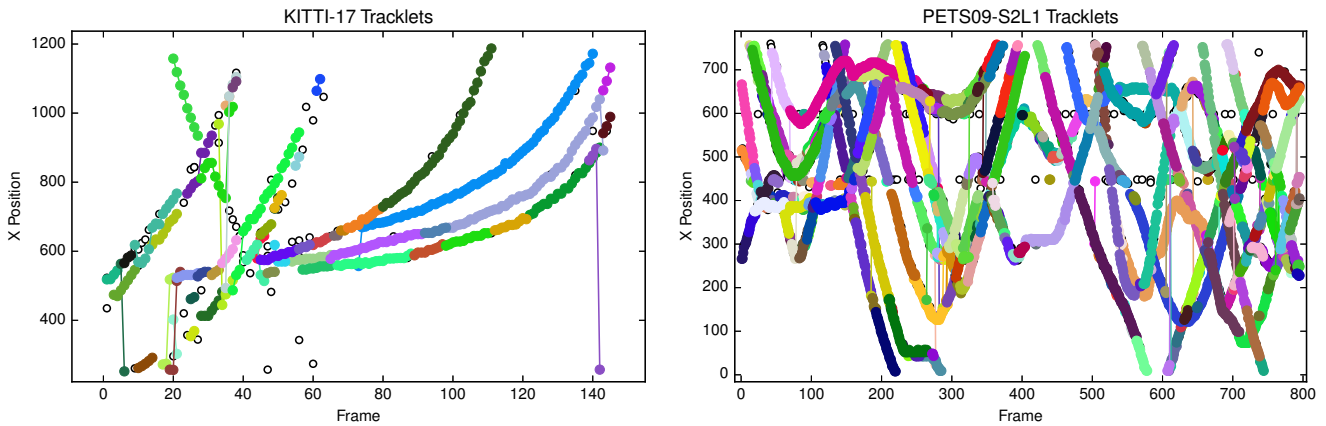 KITTI-17 Tracklets
1200
1000
800
600
400
X Position
0 20 40 60 80 100 120 140
Frame
PETS09-S2L1 Tracklets
700
600
500
400
300
200
100
0
X Position
0 100 200 300 400 500 600 700 800
Frame